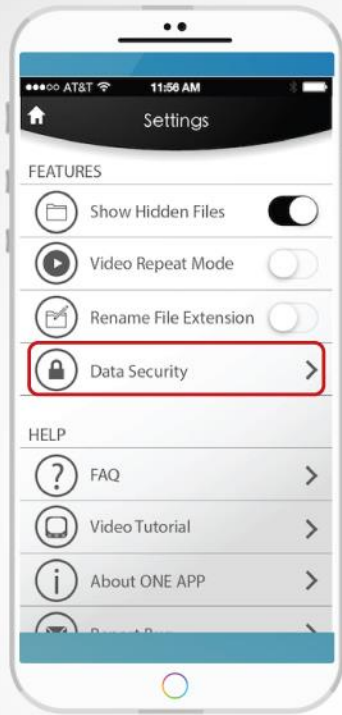 AT&T 11:56 AM
Settings
FEATURES
Show Hidden Files
Video Repeat Mode
Rename File Extension
Data Security
HELP
FAQ
Video Tutorial
About ONE APP